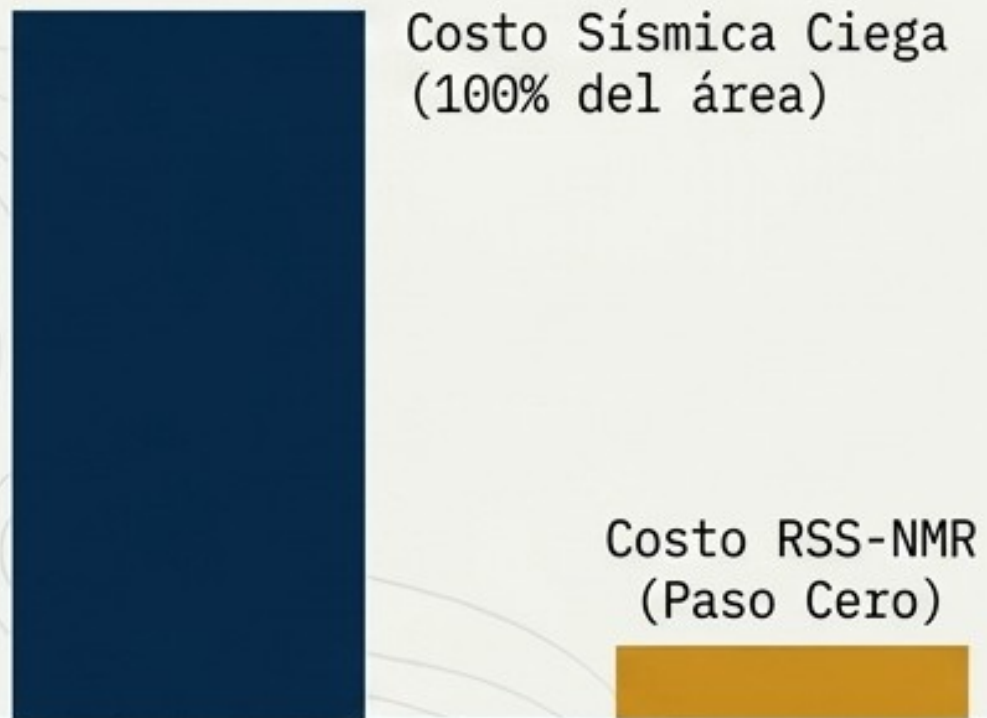 Costo Sísmica Ciega
(100% del área)
Costo RSS-NMR
(Paso Cero)